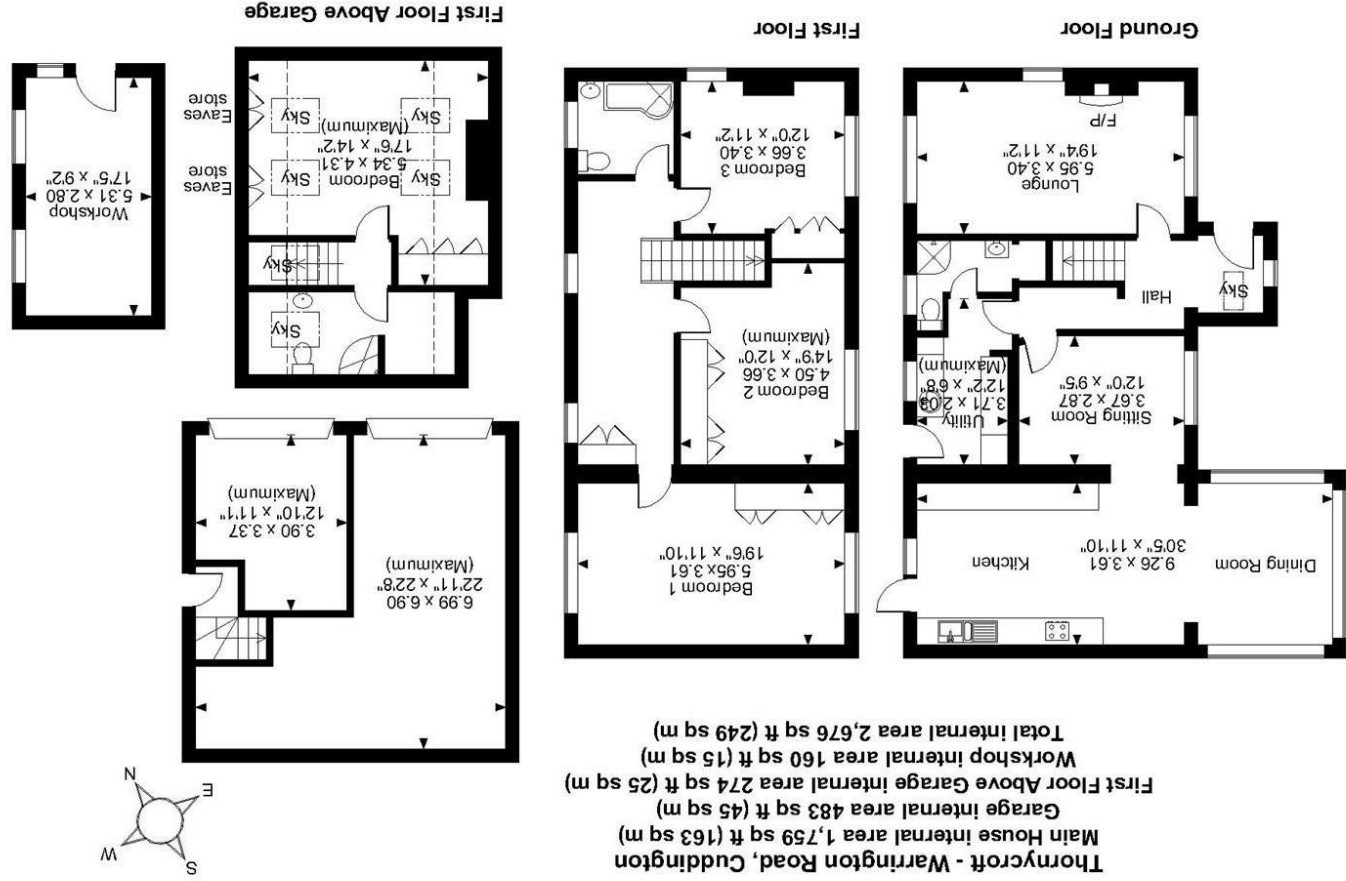 Thornycroft - Warrington Road, Cuddington
Main House internal area 1,759 sq ft (163 sq m)
Garage internal area 483 sq ft (45 sq m)
First Floor Above Garage internal area 274 sq ft (25 sq m)
Workshop internal area 160 sq ft (15 sq m)
Total internal area 2,676 sq ft (249 sq m)
S
W
E
N
Dining Room
9.26 x 3.61
30'5" x 11'10"
Kitchen
Sitting Room
3.67 x 2.87
12'0" x 9'5"
Utility
3.71 x 2.03
12'2" x 6'8"
(Maximum)
Hall
Sky
Lounge
5.95 x 3.40
19'4" x 11'2"
F/P
Ground Floor
Bedroom 1
5.95x 3.61
19'6" x 11'10"
Bedroom 2
4.50 x 3.66
14'9" x 12'0"
(Maximum)
Bedroom 3
3.66 x 3.40
12'0" x 11'2"
First Floor
6.99 x 6.90
22'11" x 22'8"
(Maximum)
3.90 x 3.37
12'10" x 11'1"
(Maximum)
Sky
Sky
Sky
Sky
Bedroom
5.34 x 4.31
17'6" x 14'2"
(Maximum)
Sky
Sky
Eaves
store
Eaves
store
First Floor Above Garage
Workshop
5.31 x 2.80
17'5" x 9'2"